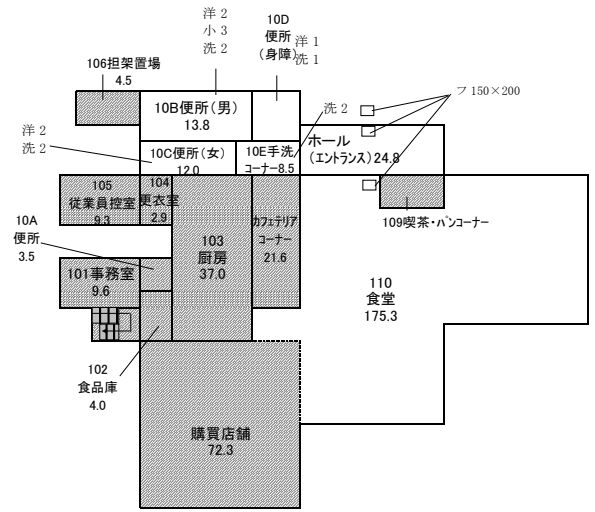 洋 2
小 3
洗 2
10D
便所
(身障)
洋 1
洗 1
106担架置場
4.5
フ 150×200
10B便所(男)
13.8
洗 2
ホール
(エントランス)24.8
洋 2
洗 2
10C便所(女)
12.0
10E手洗
コーナー8.5
105
従業員控室
9.3
104
更衣室
2.9
10A
便所
3.5
103
厨房
37.0
カフェテリア
コーナー
21.6
109喫茶・パンコーナー
101事務室
9.6
110
食堂
175.3
102
食品庫
4.0
購買店舗
72.3